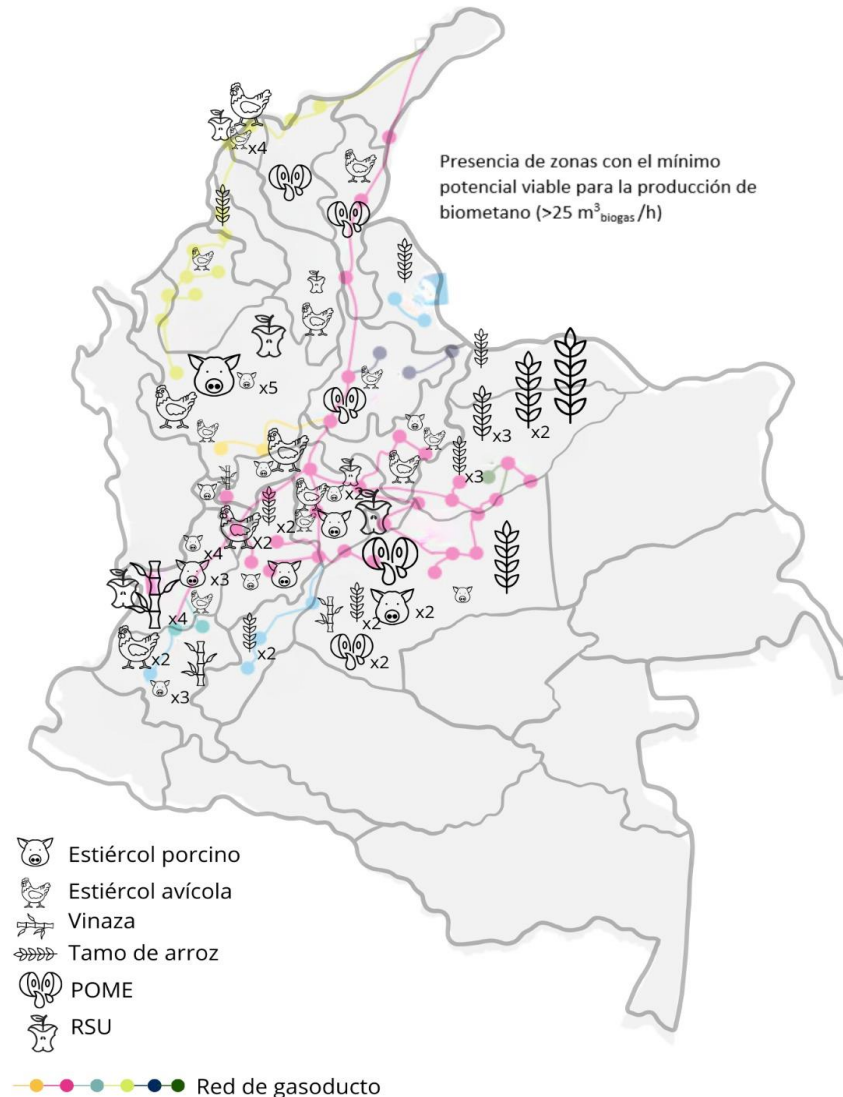 Presencia de zonas con el mínimo
potencial viable para la producción de
biometano (>25 m³biogas/h)
x4
x5
x3
x2
x3
x2
x2
x2
x4
x3
x2
x2
x4
x2
x2
x2
x3
Estiércol porcino
Estiércol avícola
Vinaza
Tamo de arroz
POME
RSU
Red de gasoducto